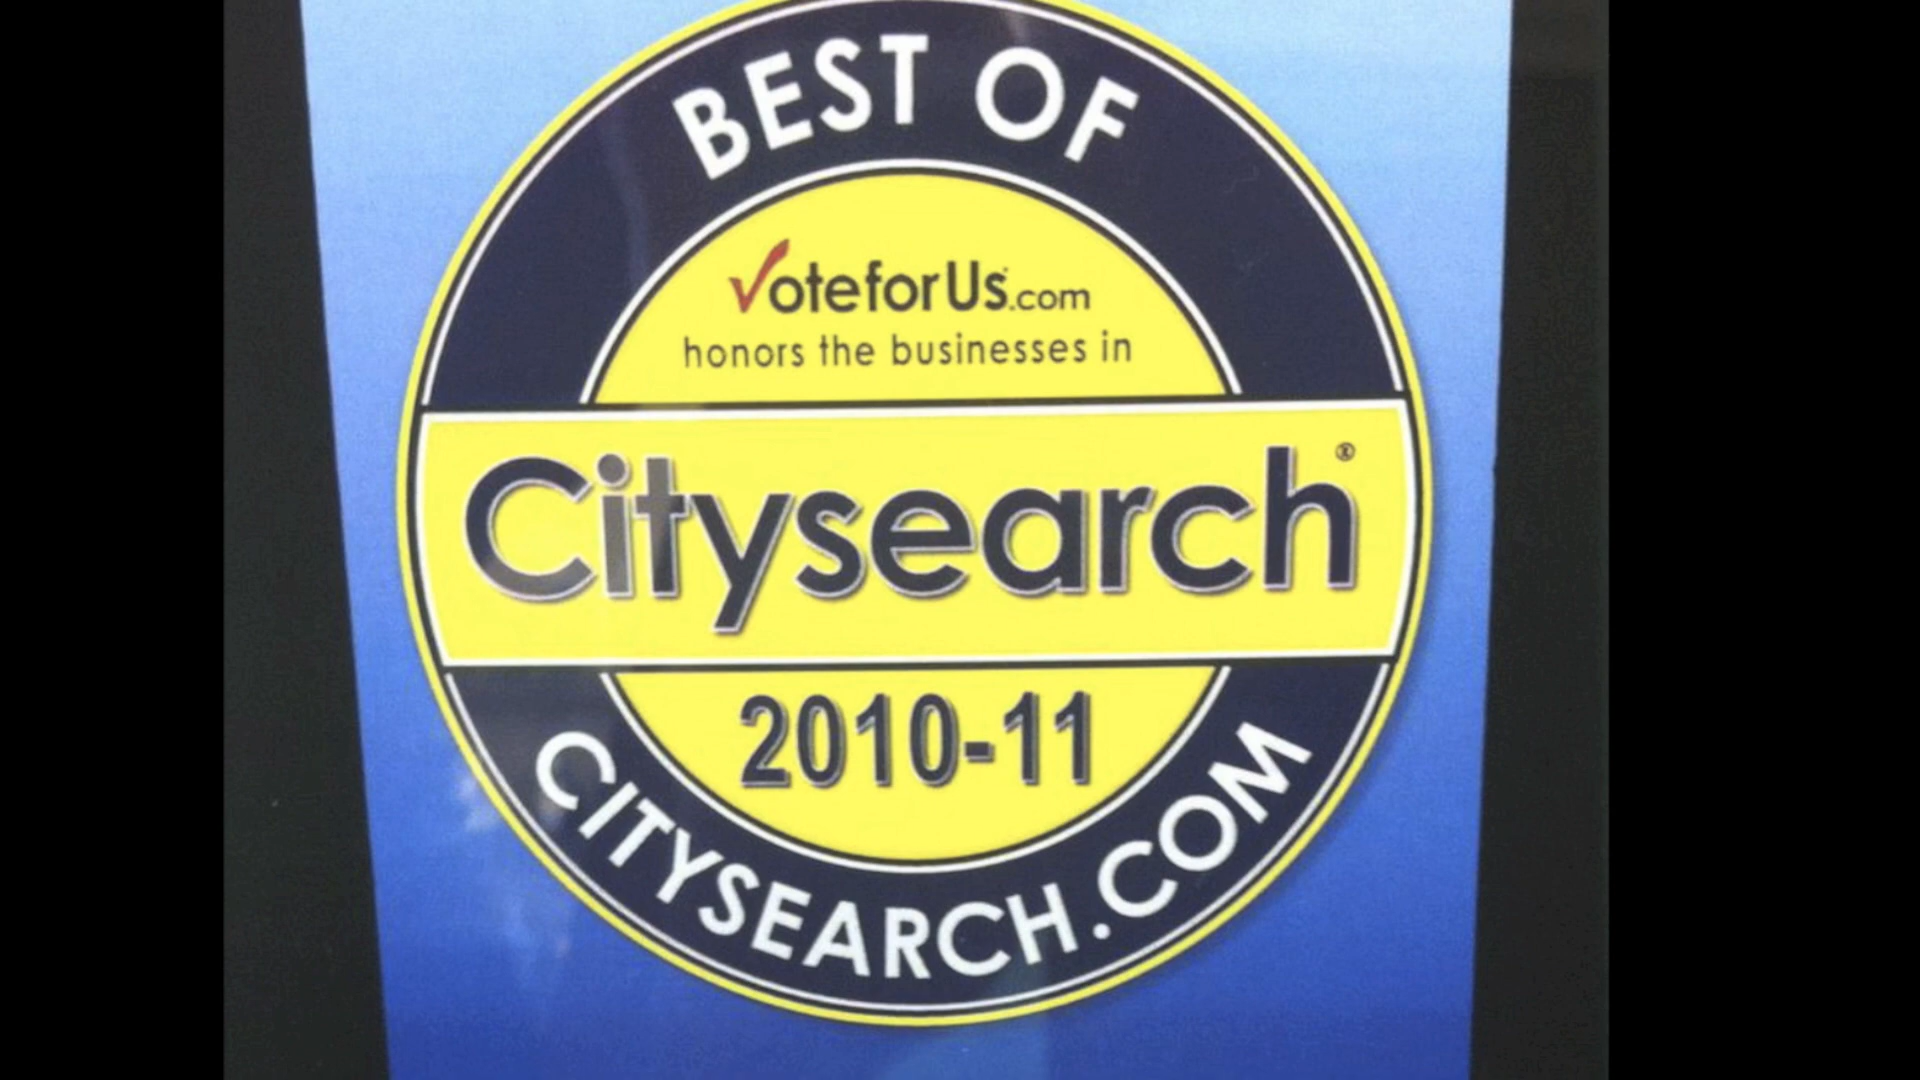 BEST OF
VoteforUs.com
honors the businesses in
Citysearch®
2010-11
CITYSEARCH.COM